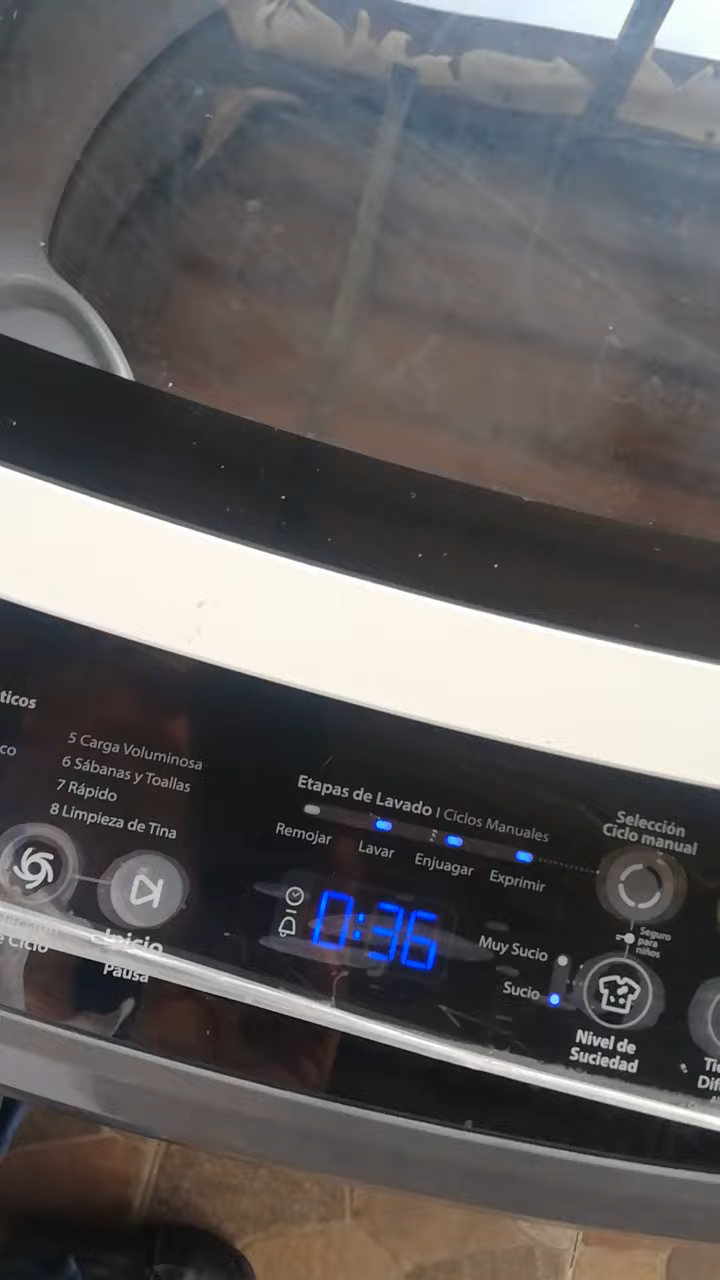 ticos
co
5 Carga Voluminosa
6 Sábanas y Toallas
7 Rápido
8 Limpieza de Tina
Inicio
Pausa
e Ciclo
Etapas de Lavado | Ciclos Manuales
Remojar
Lavar
Enjuagar
Exprimir
0:36
Selección
Ciclo manual
Seguro
para
niños
Muy Sucio
Sucio
Nivel de
Suciedad
Tie
Dif